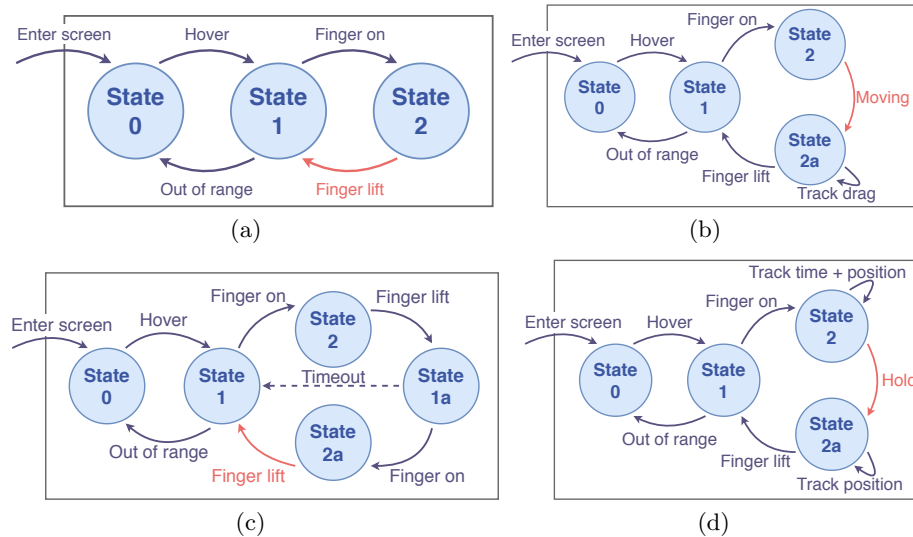 Enter screen
Hover
Finger on
State
0
State
1
State
2
Out of range
Finger lift
(a)
Enter screen
Hover
Finger on
State
2
State
0
State
1
Moving
State
2a
Out of range
Finger lift
Track drag
(b)
Enter screen
Hover
Finger on
Finger lift
State
2
Timeout
State
0
State
1
State
1a
State
2a
Out of range
Finger lift
Finger on
(c)
Track time + position
Enter screen
Hover
Finger on
State
2
State
0
State
1
Hold
State
2a
Out of range
Finger lift
Track position
(d)